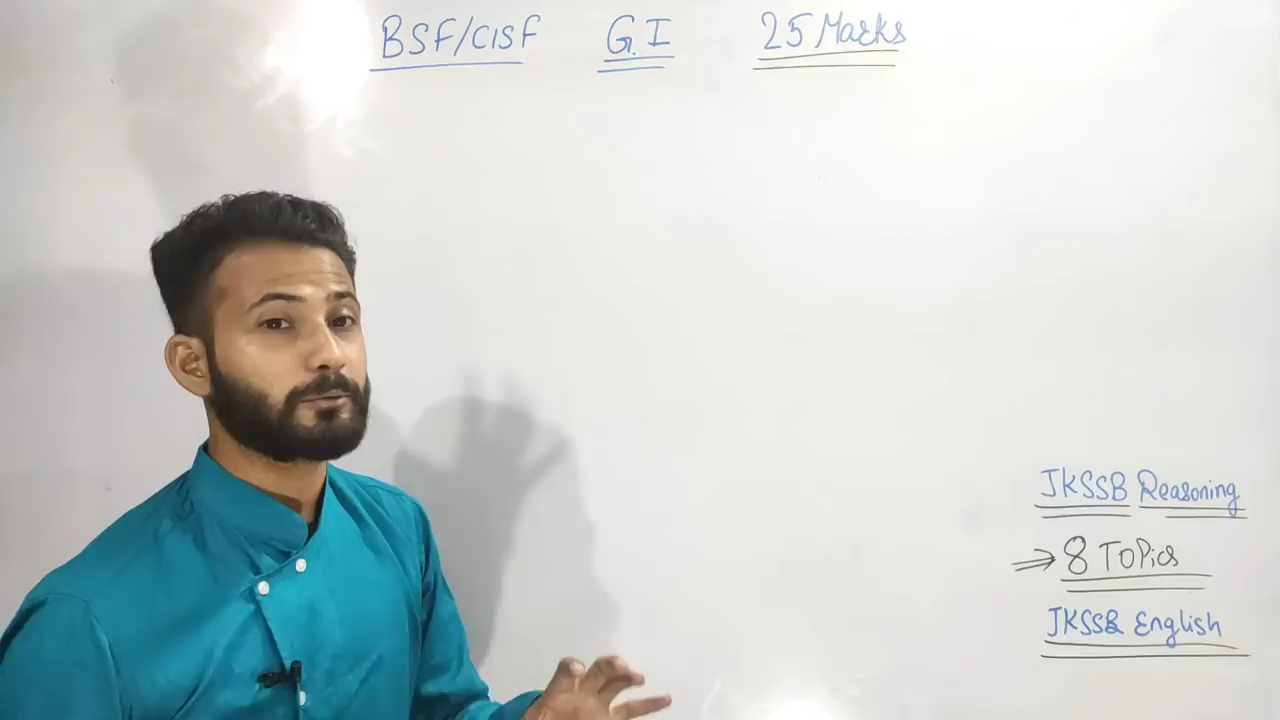 BSF/CISF G.I 25 Marks
JKSSB Reasoning
⇒ 8 TOPics
JKSSB English